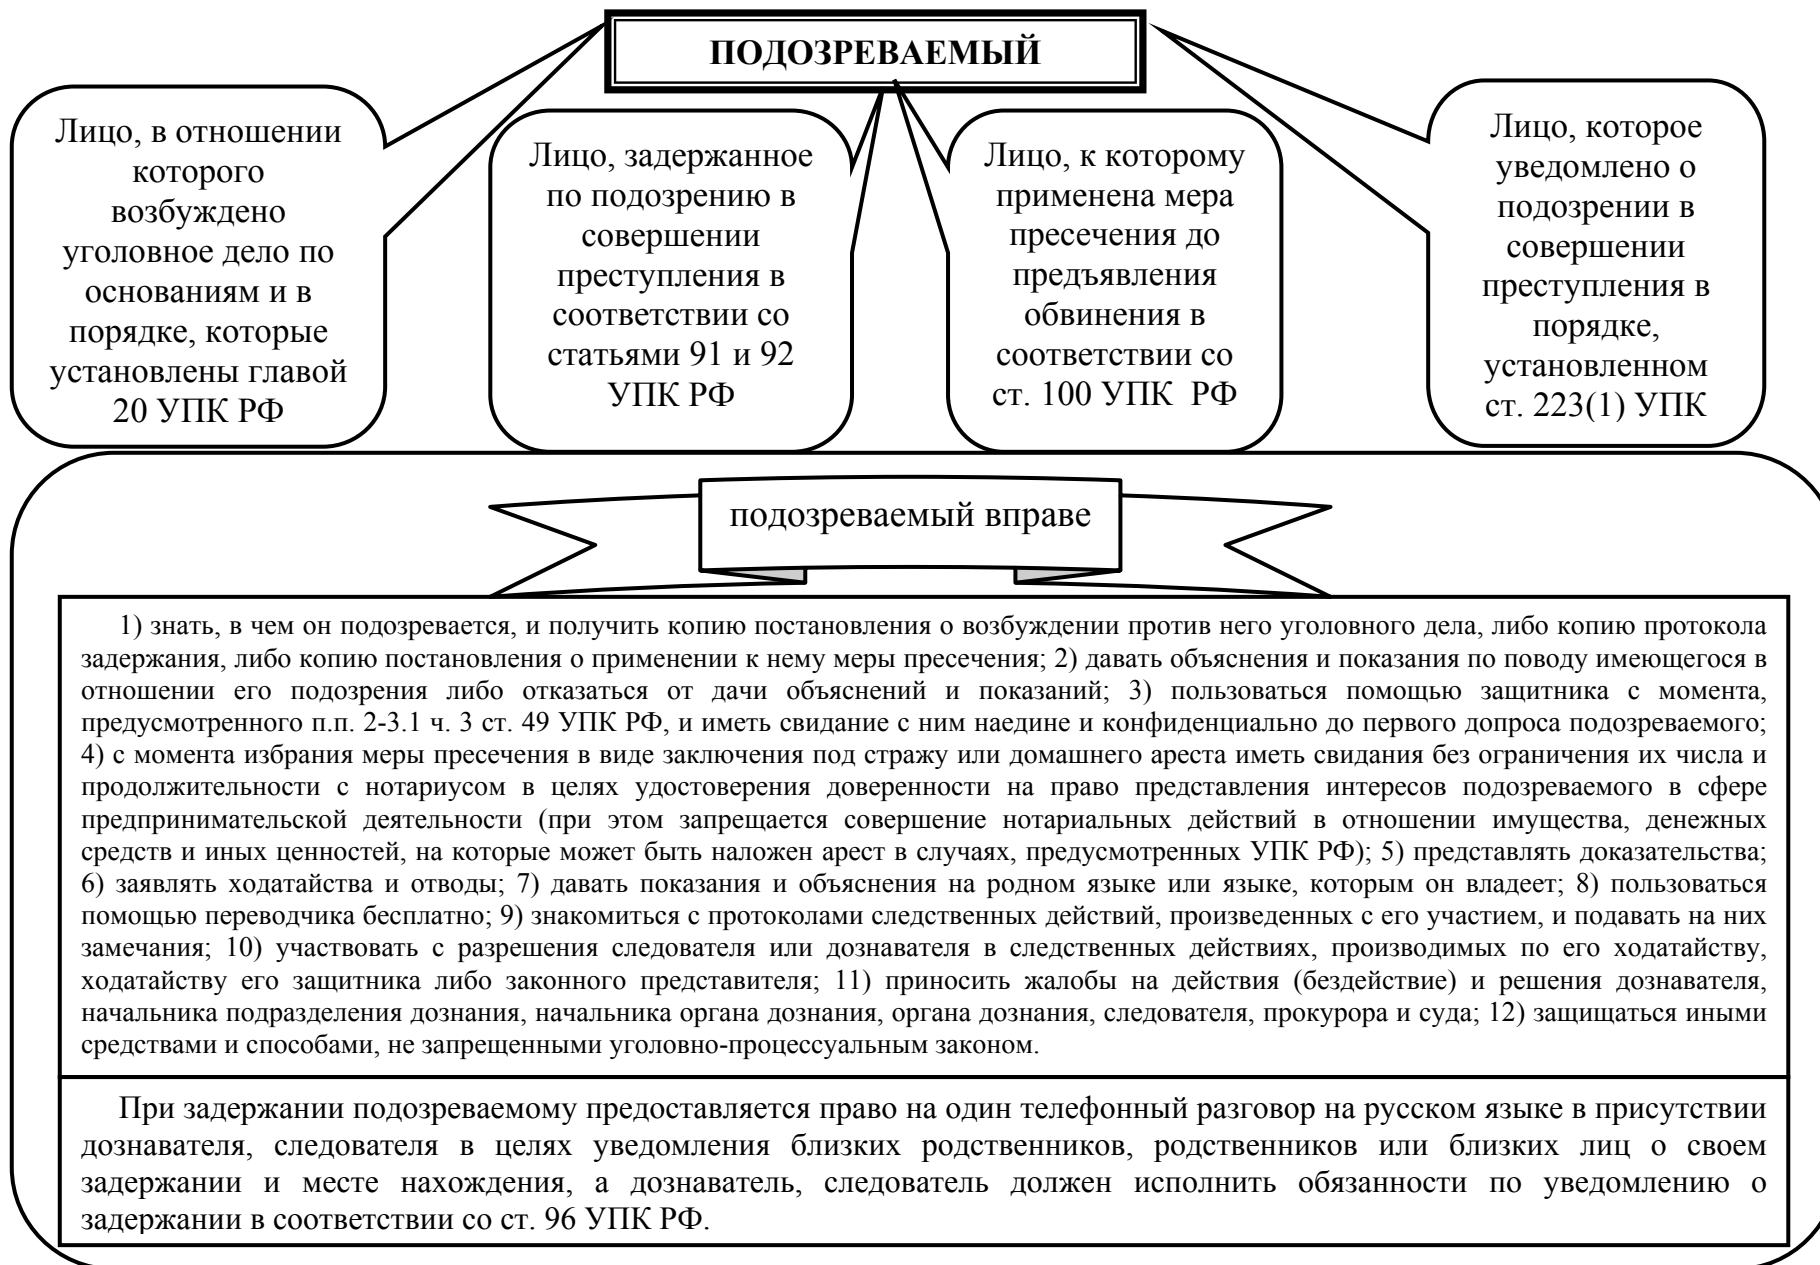 ПОДОЗРЕВАЕМЫЙ
Лицо, в отношении
которого
возбуждено
уголовное дело по
основаниям и в
порядке, которые
установлены главой
20 УПК РФ
Лицо, задержанное
по подозрению в
совершении
преступления в
соответствии со
статьями 91 и 92
УПК РФ
Лицо, к которому
применена мера
пресечения до
предъявления
обвинения в
соответствии со
ст. 100 УПК РФ
Лицо, которое
уведомлено о
подозрении в
совершении
преступления в
порядке,
установленном
ст. 223(1) УПК
подозреваемый вправе
1) знать, в чем он подозревается, и получить копию постановления о возбуждении против него уголовного дела, либо копию протокола
задержания, либо копию постановления о применении к нему меры пресечения; 2) давать объяснения и показания по поводу имеющегося в
отношении его подозрения либо отказаться от дачи объяснений и показаний; 3) пользоваться помощью защитника с момента,
предусмотренного п.п. 2-3.1 ч. 3 ст. 49 УПК РФ, и иметь свидание с ним наедине и конфиденциально до первого допроса подозреваемого;
4) с момента избрания меры пресечения в виде заключения под стражу или домашнего ареста иметь свидания без ограничения их числа и
продолжительности с нотариусом в целях удостоверения доверенности на право представления интересов подозреваемого в сфере
предпринимательской деятельности (при этом запрещается совершение нотариальных действий в отношении имущества, денежных
средств и иных ценностей, на которые может быть наложен арест в случаях, предусмотренных УПК РФ); 5) представлять доказательства;
6) заявлять ходатайства и отводы; 7) давать показания и объяснения на родном языке или языке, которым он владеет; 8) пользоваться
помощью переводчика бесплатно; 9) знакомиться с протоколами следственных действий, произведенных с его участием, и подавать на них
замечания; 10) участвовать с разрешения следователя или дознавателя в следственных действиях, производимых по его ходатайству,
ходатайству его защитника либо законного представителя; 11) приносить жалобы на действия (бездействие) и решения дознавателя,
начальника подразделения дознания, начальника органа дознания, органа дознания, следователя, прокурора и суда; 12) защищаться иными
средствами и способами, не запрещенными уголовно-процессуальным законом.
При задержании подозреваемому предоставляется право на один телефонный разговор на русском языке в присутствии
дознавателя, следователя в целях уведомления близких родственников, родственников или близких лиц о своем
задержании и месте нахождения, а дознаватель, следователь должен исполнить обязанности по уведомлению о
задержании в соответствии со ст. 96 УПК РФ.